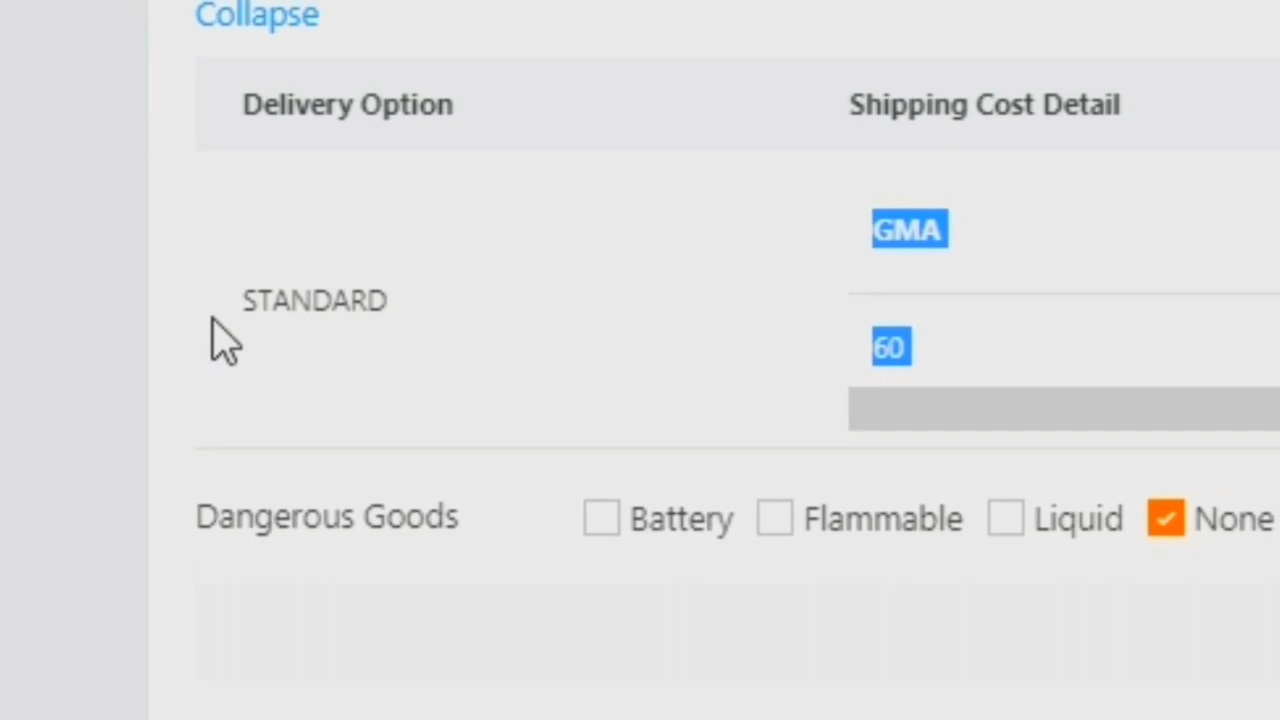 Collapse
Delivery Option Shipping Cost Detail
GMA
STANDARD
60
Dangerous Goods Battery Flammable Liquid None